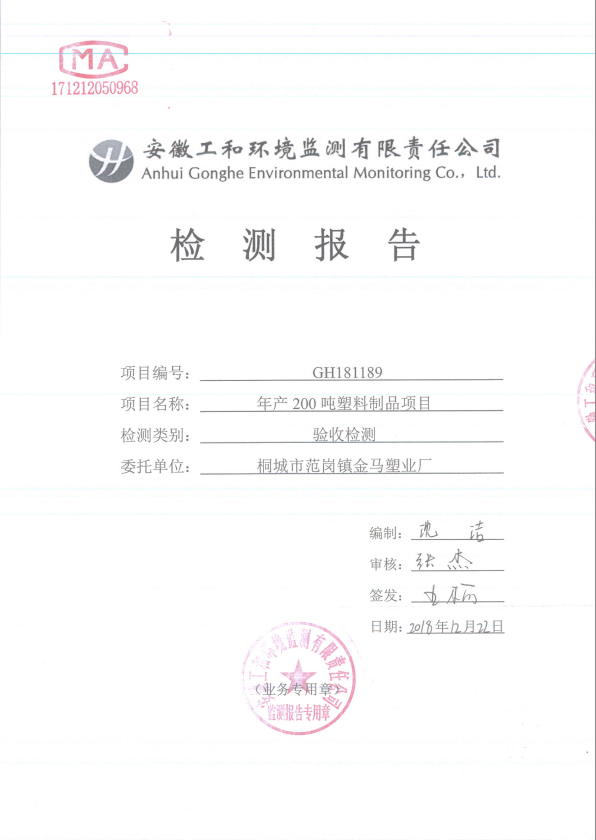 MA
171212050968
安徽工和环境监测有限责任公司
Anhui Gonghe Environmental Monitoring Co., Ltd.
检 测 报 告
项目编号: GH181189
项目名称: 年产 200 吨塑料制品项目
检测类别: 验收检测
委托单位: 桐城市范岗镇金马塑业厂
编制: 沈 洁
审核: 张 杰
签发:
日期: 2018年12月22日
安徽工和环境监测有限责任公司
(业务专用章)
监测报告专用章